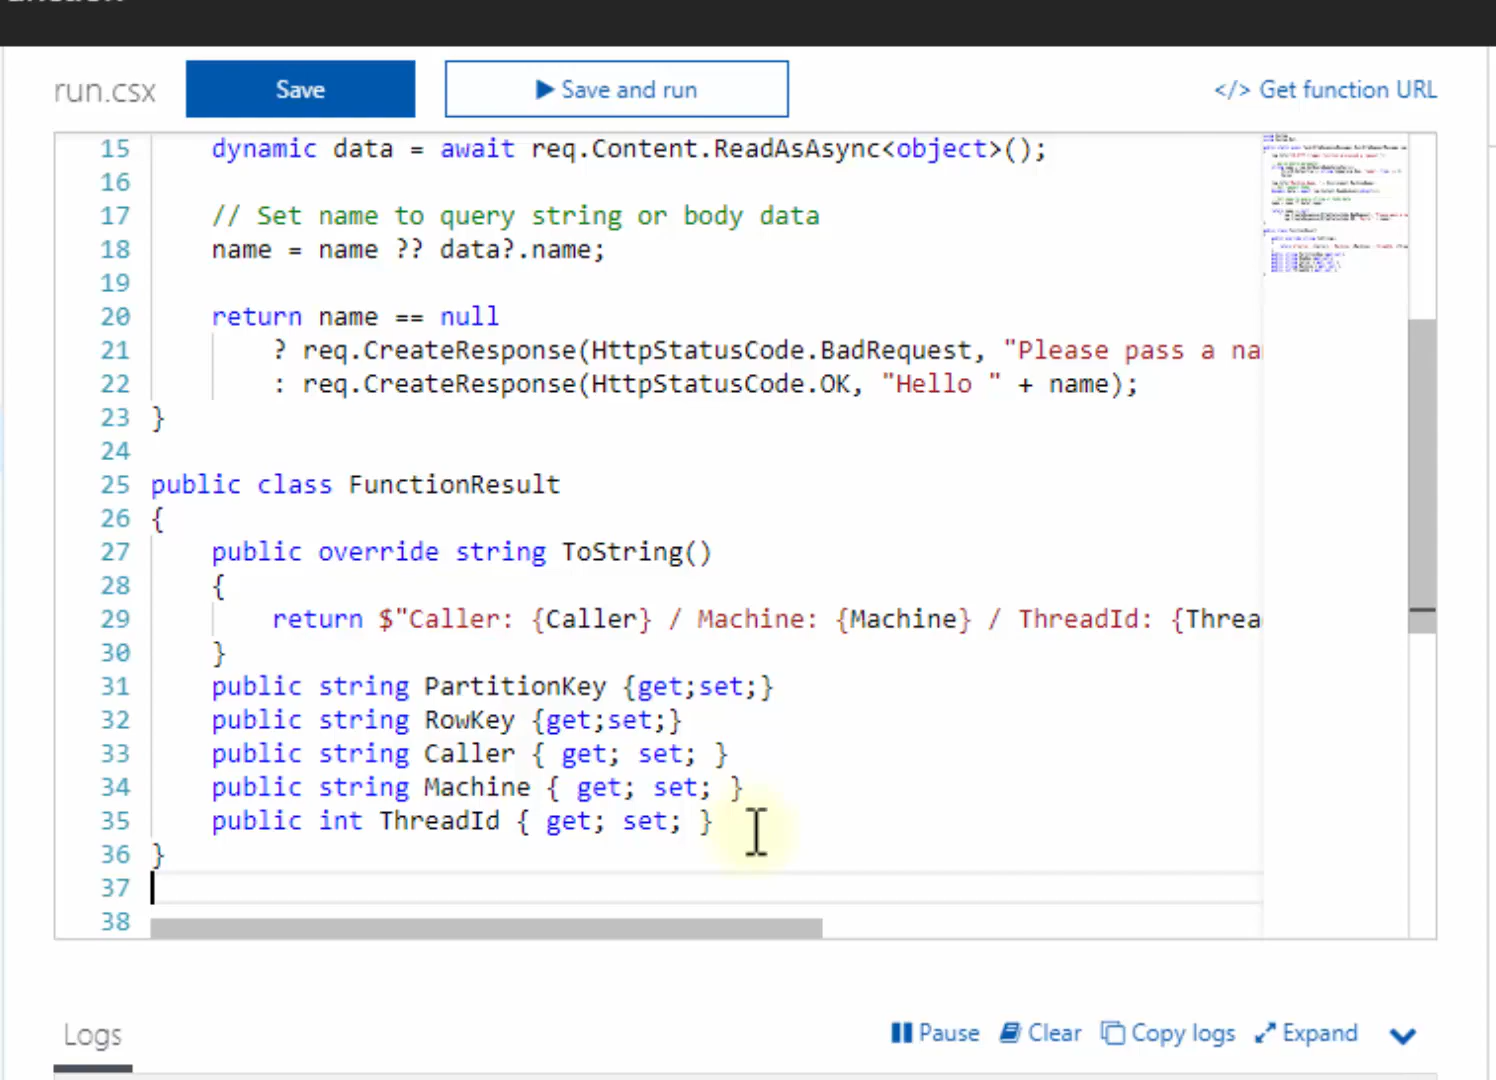 run.csx Save Save and run </> Get function URL
15 dynamic data = await req.Content.ReadAsAsync<object>();
16
17 // Set name to query string or body data
18 name = name ?? data?.name;
19
20 return name == null
21 ? req.CreateResponse(HttpStatusCode.BadRequest, "Please pass a na
22 : req.CreateResponse(HttpStatusCode.OK, "Hello " + name);
23 }
24
25 public class FunctionResult
26 {
27 public override string ToString()
28 {
29 return $"Caller: {Caller} / Machine: {Machine} / ThreadId: {Threa
30 }
31 public string PartitionKey {get;set;}
32 public string RowKey {get;set;}
33 public string Caller { get; set; }
34 public string Machine { get; set; }
35 public int ThreadId { get; set; }
36 }
37
38
Logs Pause Clear Copy logs Expand